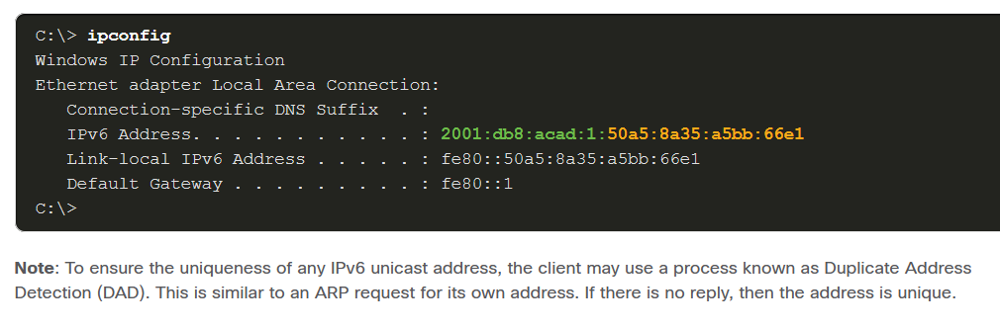 C:\> ipconfig
Windows IP Configuration
Ethernet adapter Local Area Connection:
   Connection-specific DNS Suffix  . :
   IPv6 Address. . . . . . . . . . . : 2001:db8:acad:1:50a5:8a35:a5bb:66e1
   Link-local IPv6 Address . . . . . : fe80::50a5:8a35:a5bb:66e1
   Default Gateway . . . . . . . . . : fe80::1
C:\>
Note: To ensure the uniqueness of any IPv6 unicast address, the client may use a process known as Duplicate Address
Detection (DAD). This is similar to an ARP request for its own address. If there is no reply, then the address is unique.